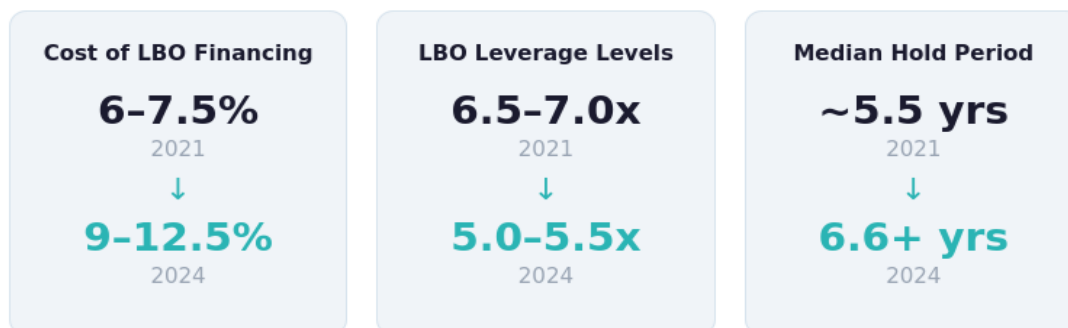 Cost of LBO Financing
6–7.5%
2021
↓
9–12.5%
2024
LBO Leverage Levels
6.5–7.0x
2021
↓
5.0–5.5x
2024
Median Hold Period
~5.5 yrs
2021
↓
6.6+ yrs
2024